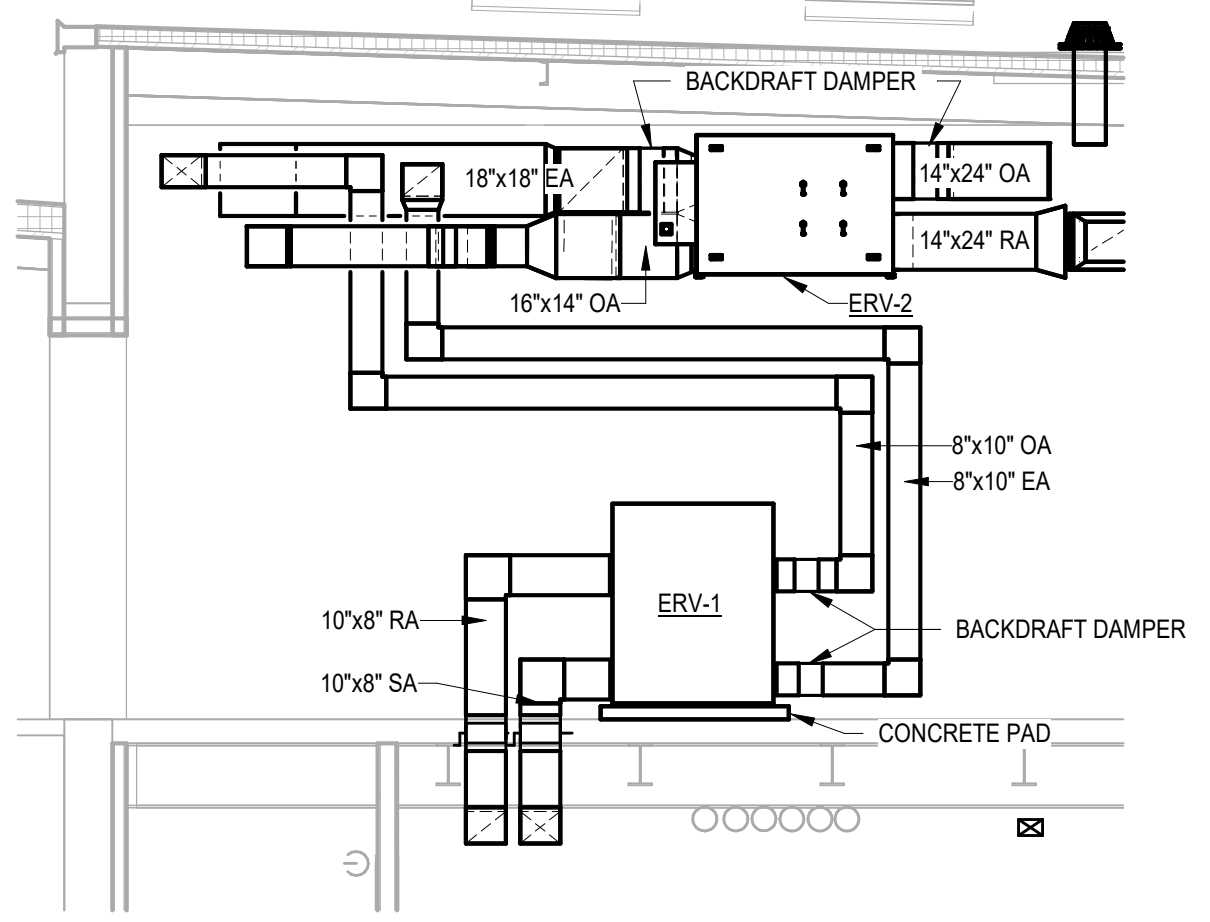 BACKDRAFT DAMPER
18"x18" EA
14"x24" OA
14"x24" RA
16"x14" OA
ERV-2
8"x10" OA
8"x10" EA
ERV-1
10"x8" RA
BACKDRAFT DAMPER
10"x8" SA
CONCRETE PAD